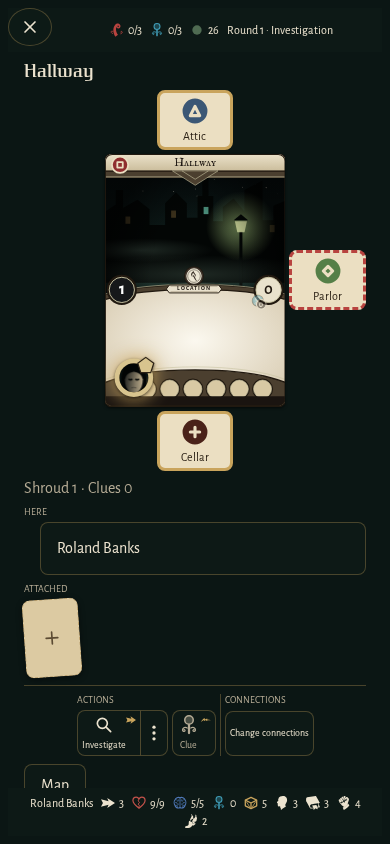 0/3 0/3 26 Round 1 · Investigation
Hallway
Attic
Hallway
Parlor
LOCATION
1 0
Cellar
Shroud 1 · Clues 0
HERE
Roland Banks
ATTACHED
+
ACTIONS CONNECTIONS
Investigate Clue Change connections
Map
Roland Banks 3 9/9 5/5 0 5 3 3 4
2